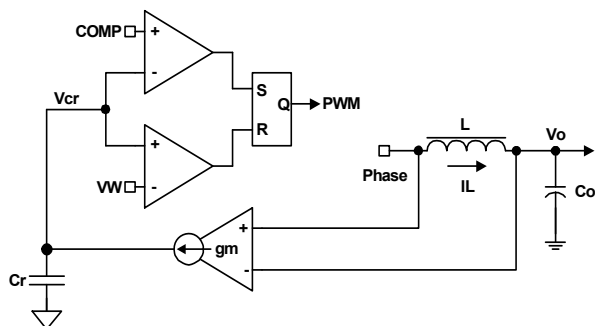 COMP
+
-
Vcr
S
Q
PWM
R
+
VW
-
L
Vo
Phase
IL
Co
+
gm
-
Cr